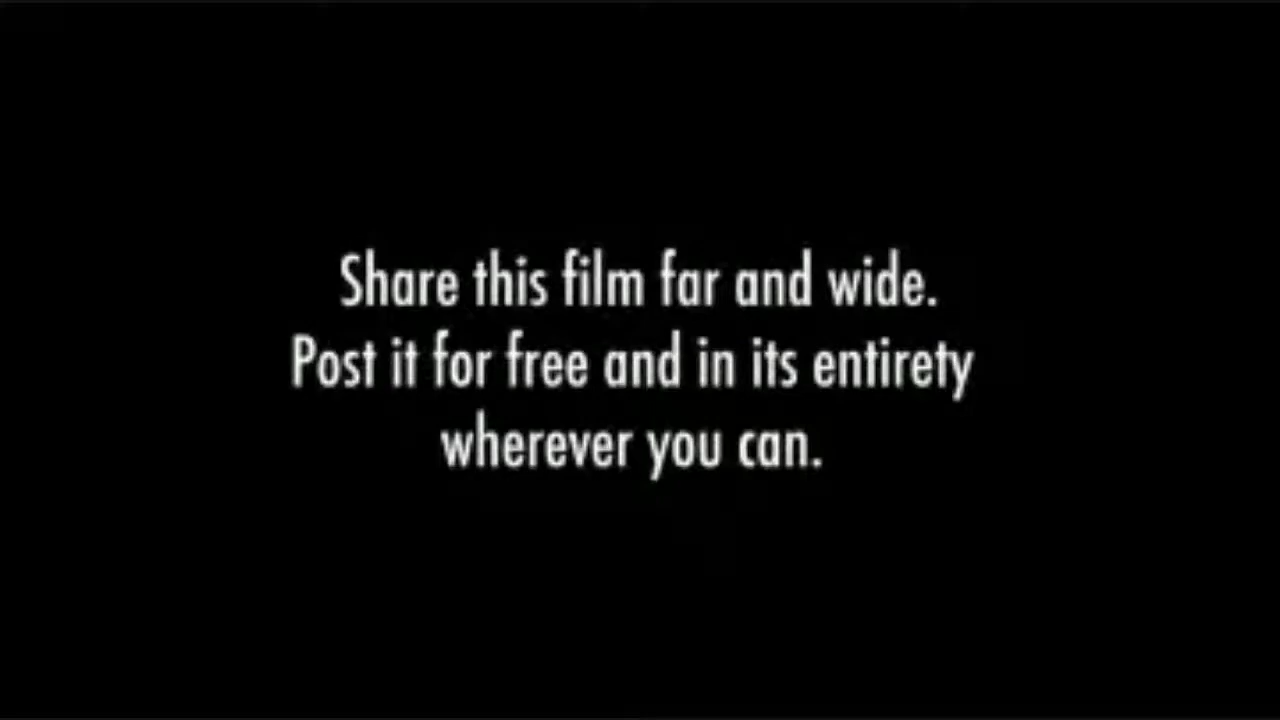 Share this film far and wide.
Post it for free and in its entirety
wherever you can.